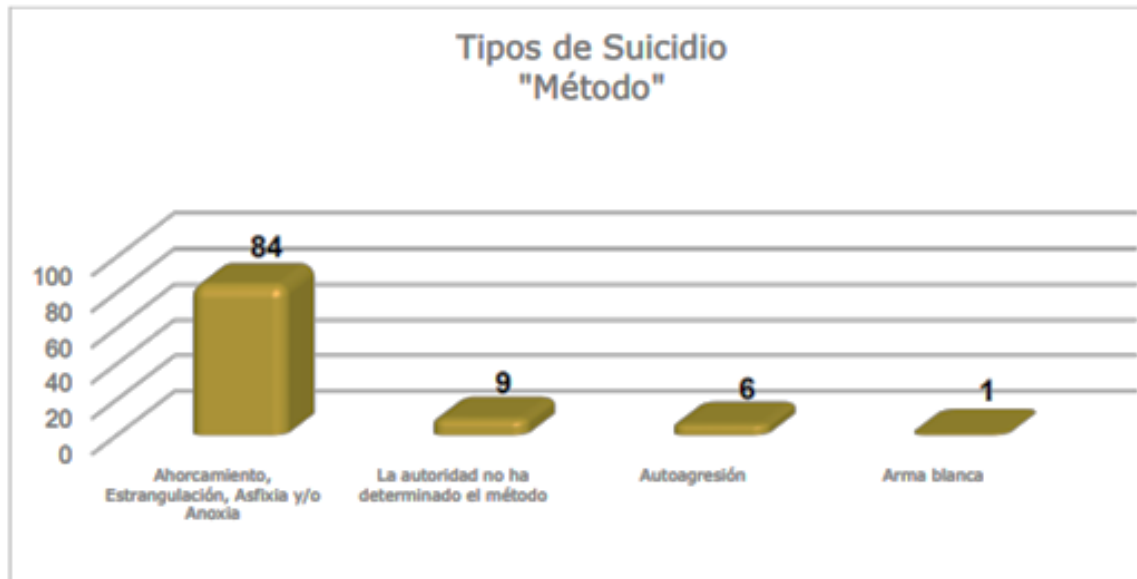 Tipos de Suicidio
"Método"
84
100
80
60
40
20
0
9
6
1
Ahorcamiento,
Estrangulación, Asfixia y/o
Anoxia
La autoridad no ha
determinado el método
Autoagresión
Arma blanca